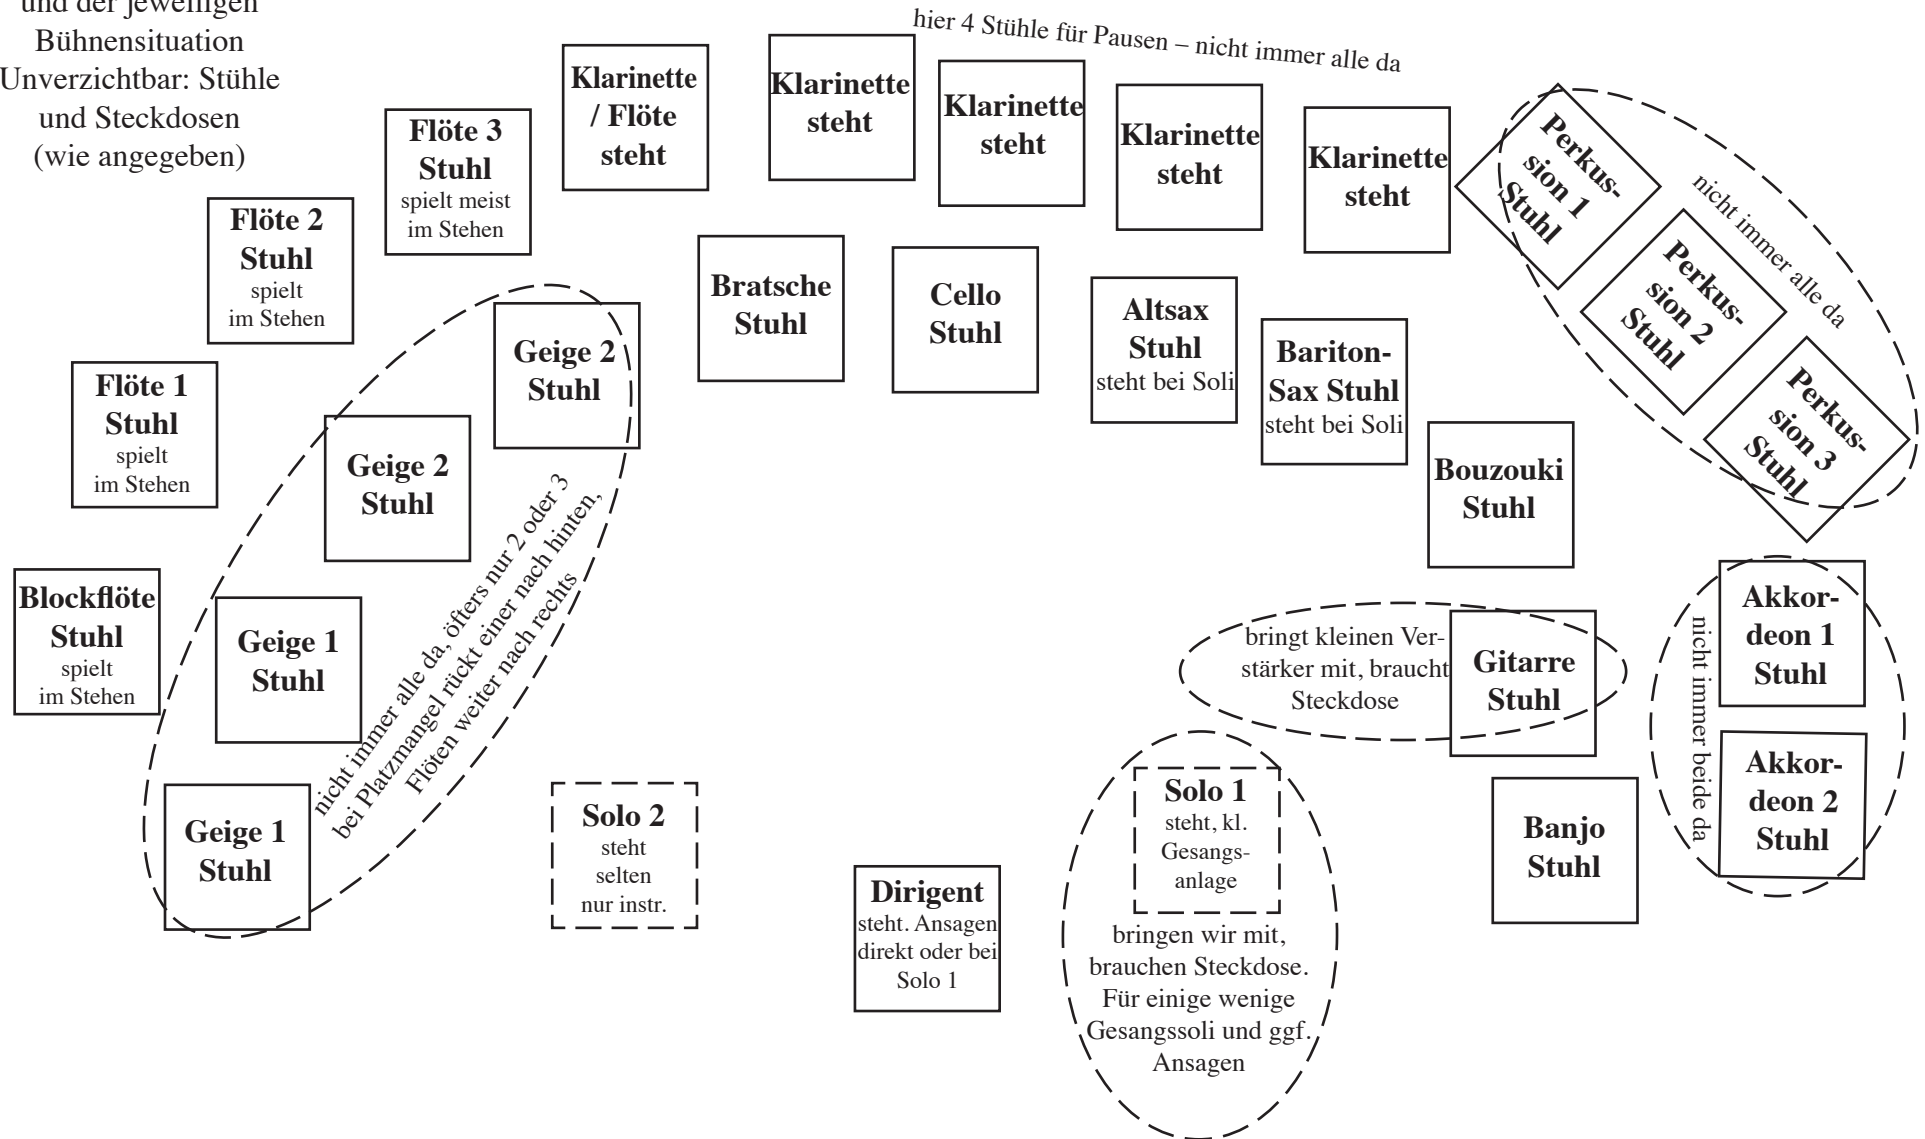 und der jeweiligen
Bühnensituation
Unverzichtbar: Stühle
und Steckdosen
(wie angegeben)
hier 4 Stühle für Pausen – nicht immer alle da
Klarinette
/ Flöte
steht
Klarinette
steht
Klarinette
steht
Klarinette
steht
Klarinette
steht
Perkus-
sion 1
Stuhl
Perkus-
sion 2
Stuhl
Perkus-
sion 3
Stuhl
nicht immer alle da
Flöte 3
Stuhl
spielt meist
im Stehen
Flöte 2
Stuhl
spielt
im Stehen
Flöte 1
Stuhl
spielt
im Stehen
Blockflöte
Stuhl
spielt
im Stehen
Geige 2
Stuhl
Geige 2
Stuhl
Geige 1
Stuhl
Geige 1
Stuhl
nicht immer alle da, öfters nur 2 oder 3
bei Platzmangel rückt einer nach hinten,
Flöten weiter nach rechts
Bratsche
Stuhl
Cello
Stuhl
Altsax
Stuhl
steht bei Soli
Bariton-
Sax Stuhl
steht bei Soli
Bouzouki
Stuhl
bringt kleinen Ver-
stärker mit, braucht
Steckdose
Gitarre
Stuhl
Akkor-
deon 1
Stuhl
Akkor-
deon 2
Stuhl
nicht immer beide da
Banjo
Stuhl
Solo 2
steht
selten
nur instr.
Dirigent
steht. Ansagen
direkt oder bei
Solo 1
Solo 1
steht, kl.
Gesangs-
anlage
bringen wir mit,
brauchen Steckdose.
Für einige wenige
Gesangssoli und ggf.
Ansagen